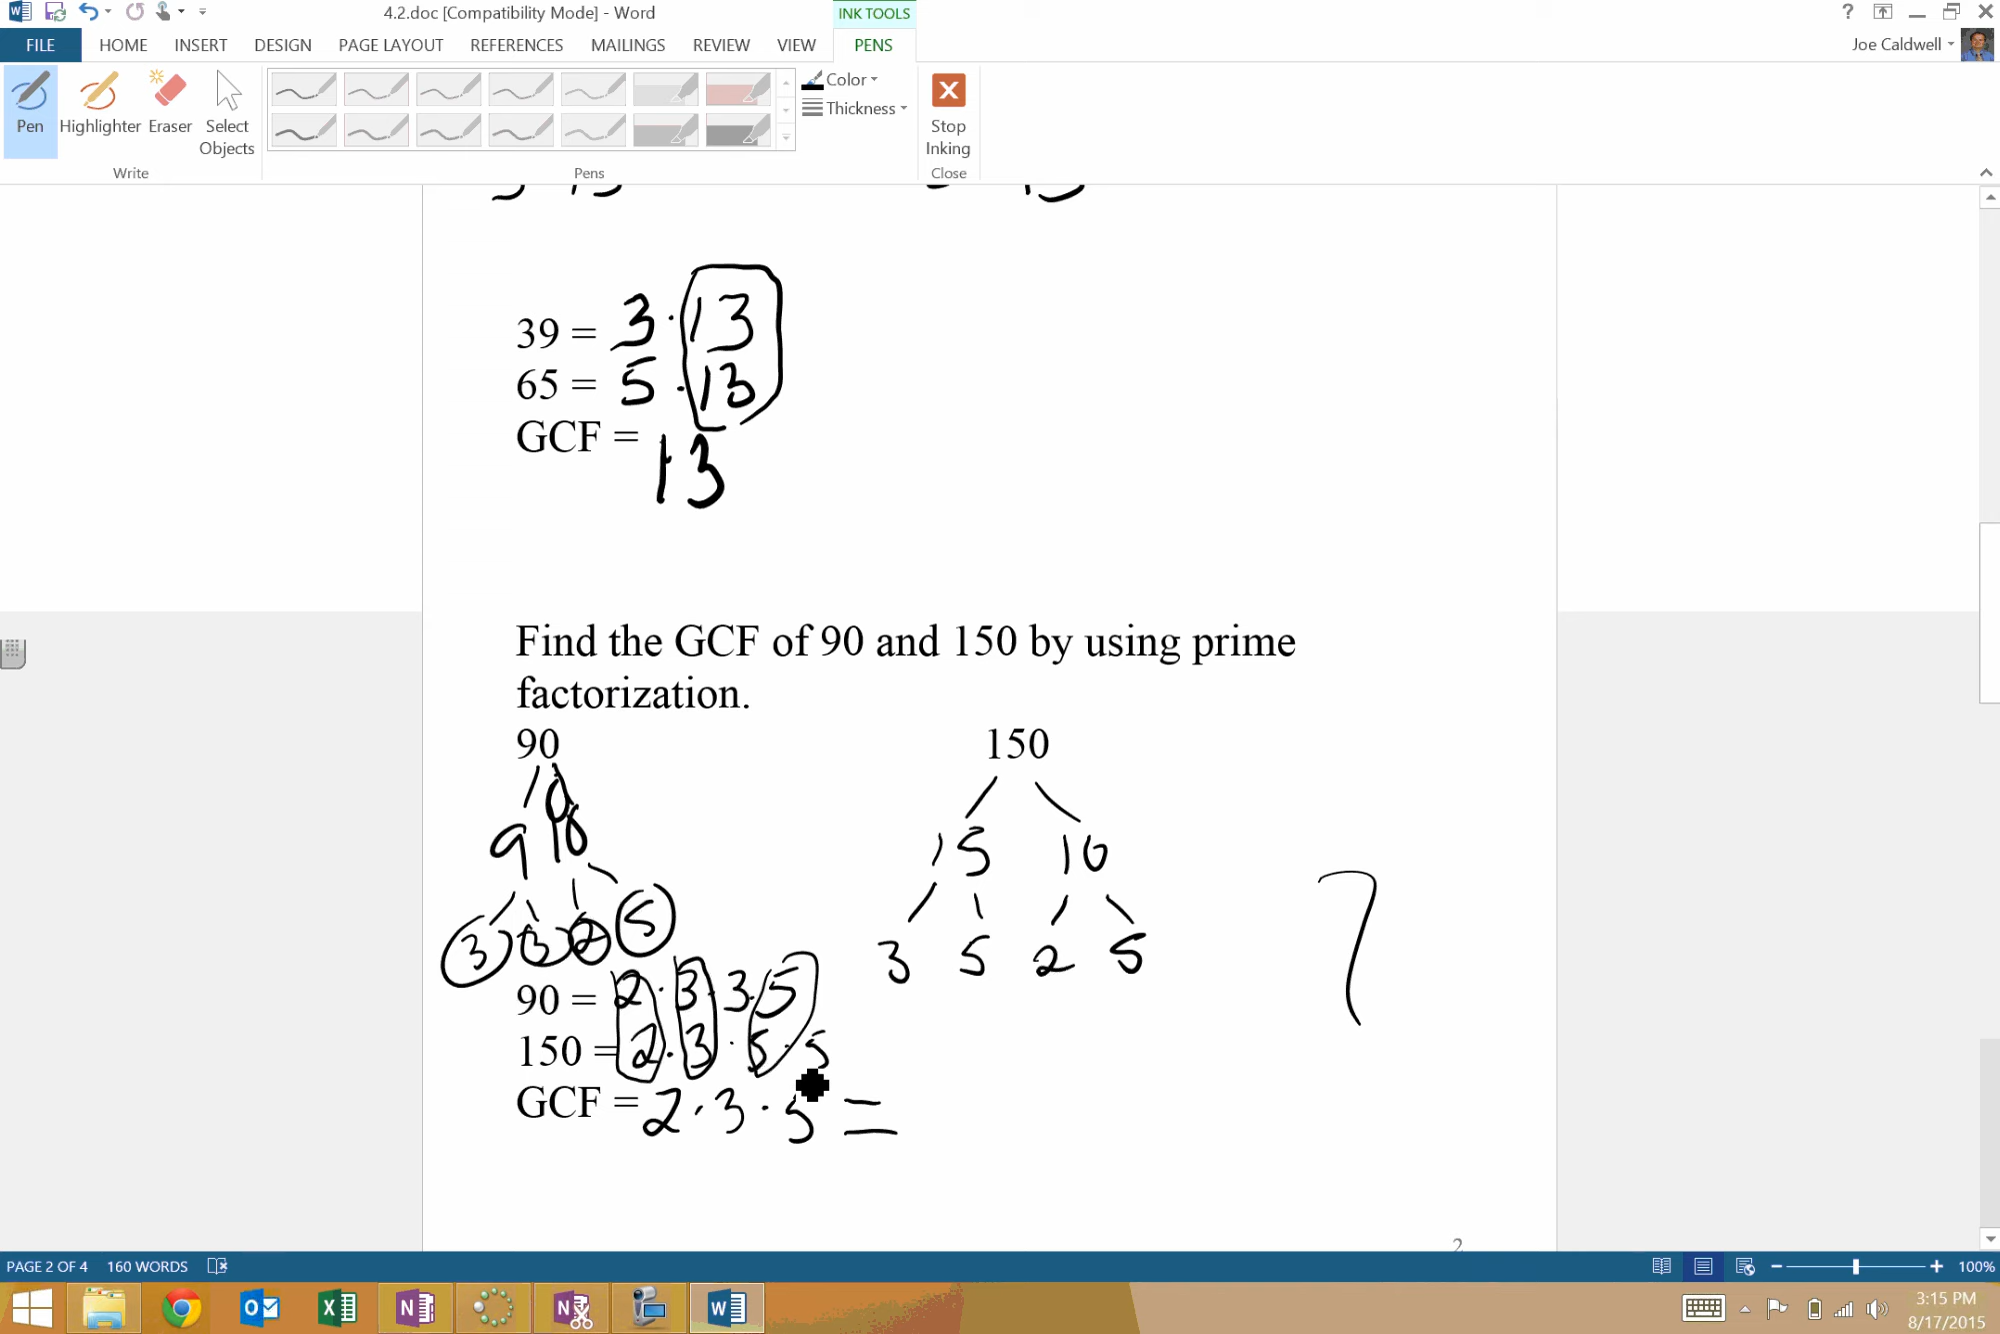 4.2.doc [Compatibility Mode] - Word
INK TOOLS
FILE HOME INSERT DESIGN PAGE LAYOUT REFERENCES MAILINGS REVIEW VIEW PENS
Joe Caldwell
Pen Highlighter Eraser Select Objects
Color
Thickness
Stop Inking
Write Pens Close
39 = 3 · 13
65 = 5 · 13
GCF = 13
Find the GCF of 90 and 150 by using prime
factorization.
90 150
9 10 15 10
3 3 2 5 3 5 2 5
90 = 2 · 3 · 3 · 5
150 = 2 · 3 · 5 · 5
GCF = 2 · 3 · 5 =
2
PAGE 2 OF 4 160 WORDS 100%
3:15 PM
8/17/2015